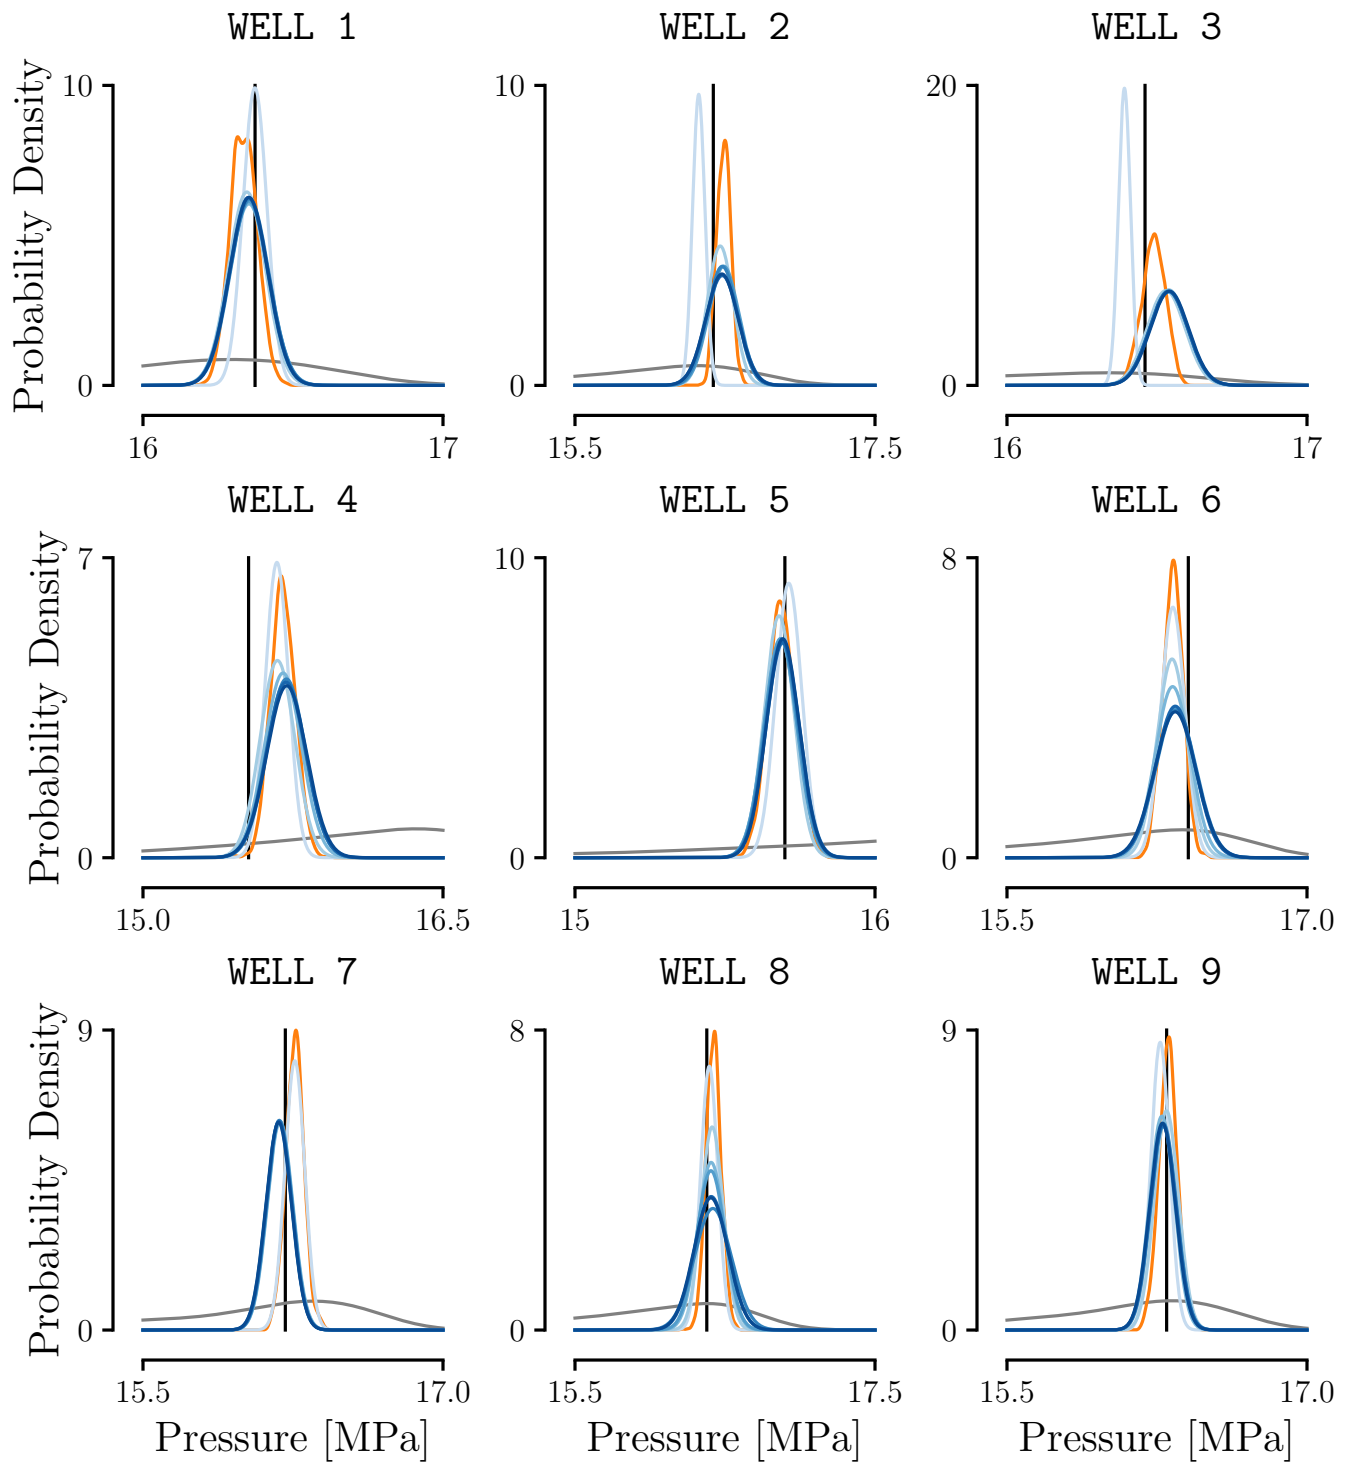 WELL 1 WELL 2 WELL 3
Probability Density
10 10 20
0 0 0
16 17 15.5 17.5 16 17
WELL 4 WELL 5 WELL 6
Probability Density
7 10 8
0 0 0
15.0 16.5 15 16 15.5 17.0
WELL 7 WELL 8 WELL 9
Probability Density
9 8 9
0 0 0
15.5 17.0 15.5 17.5 15.5 17.0
Pressure [MPa] Pressure [MPa] Pressure [MPa]